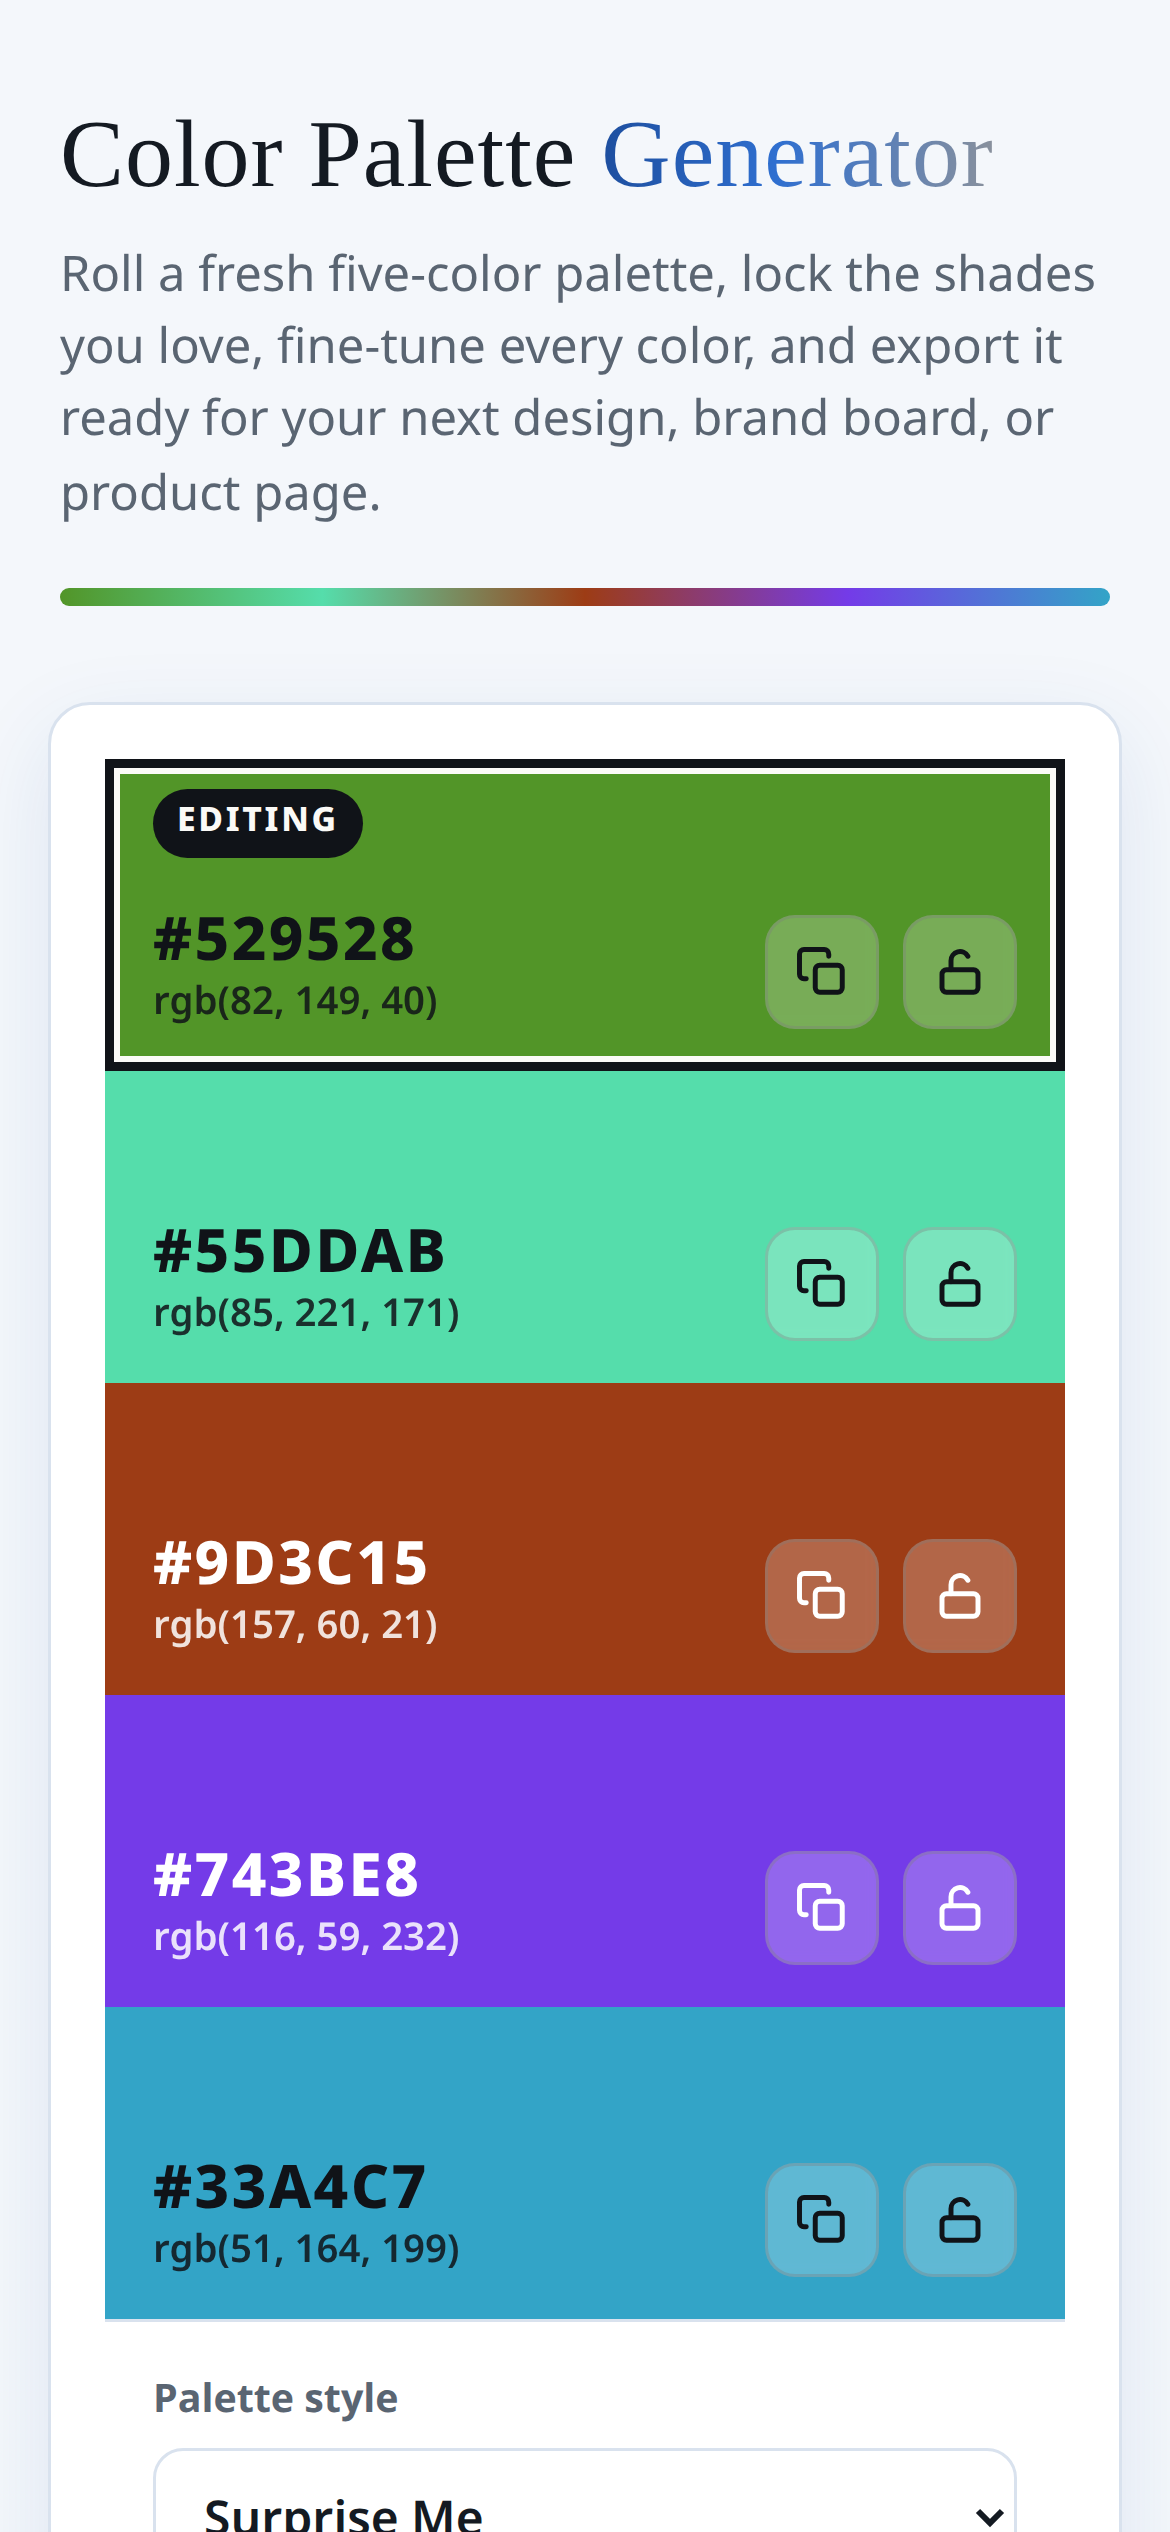 Color Palette Generator
Roll a fresh five-color palette, lock the shades
you love, fine-tune every color, and export it
ready for your next design, brand board, or
product page.
EDITING
#529528
rgb(82, 149, 40)
#55DDAB
rgb(85, 221, 171)
#9D3C15
rgb(157, 60, 21)
#743BE8
rgb(116, 59, 232)
#33A4C7
rgb(51, 164, 199)
Palette style
Surprise Me